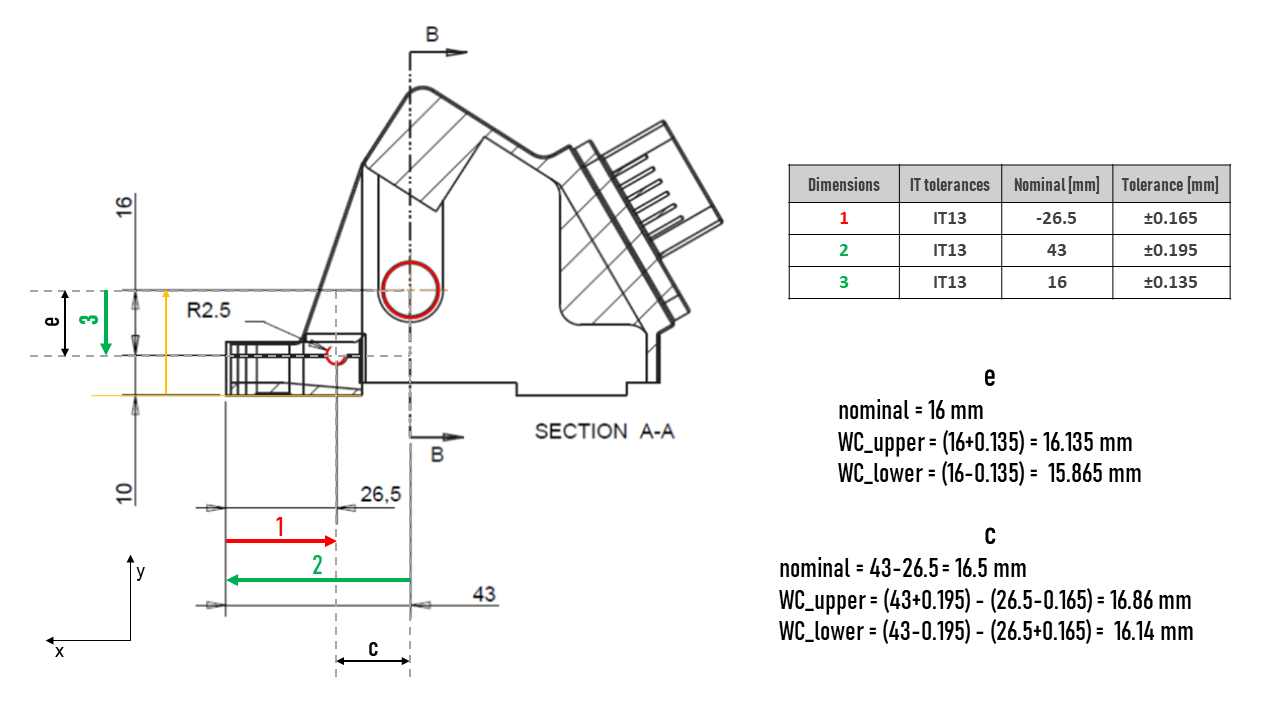 B
16
R2.5
e
3
SECTION A-A
B
10
26,5
1
2
43
c
y
x
Dimensions IT tolerances Nominal [mm] Tolerance [mm]
1 IT13 -26.5 ±0.165
2 IT13 43 ±0.195
3 IT13 16 ±0.135
e
nominal = 16 mm
WC_upper = (16+0.135) = 16.135 mm
WC_lower = (16-0.135) = 15.865 mm
c
nominal = 43-26.5 = 16.5 mm
WC_upper = (43+0.195) - (26.5-0.165) = 16.86 mm
WC_lower = (43-0.195) - (26.5+0.165) = 16.14 mm